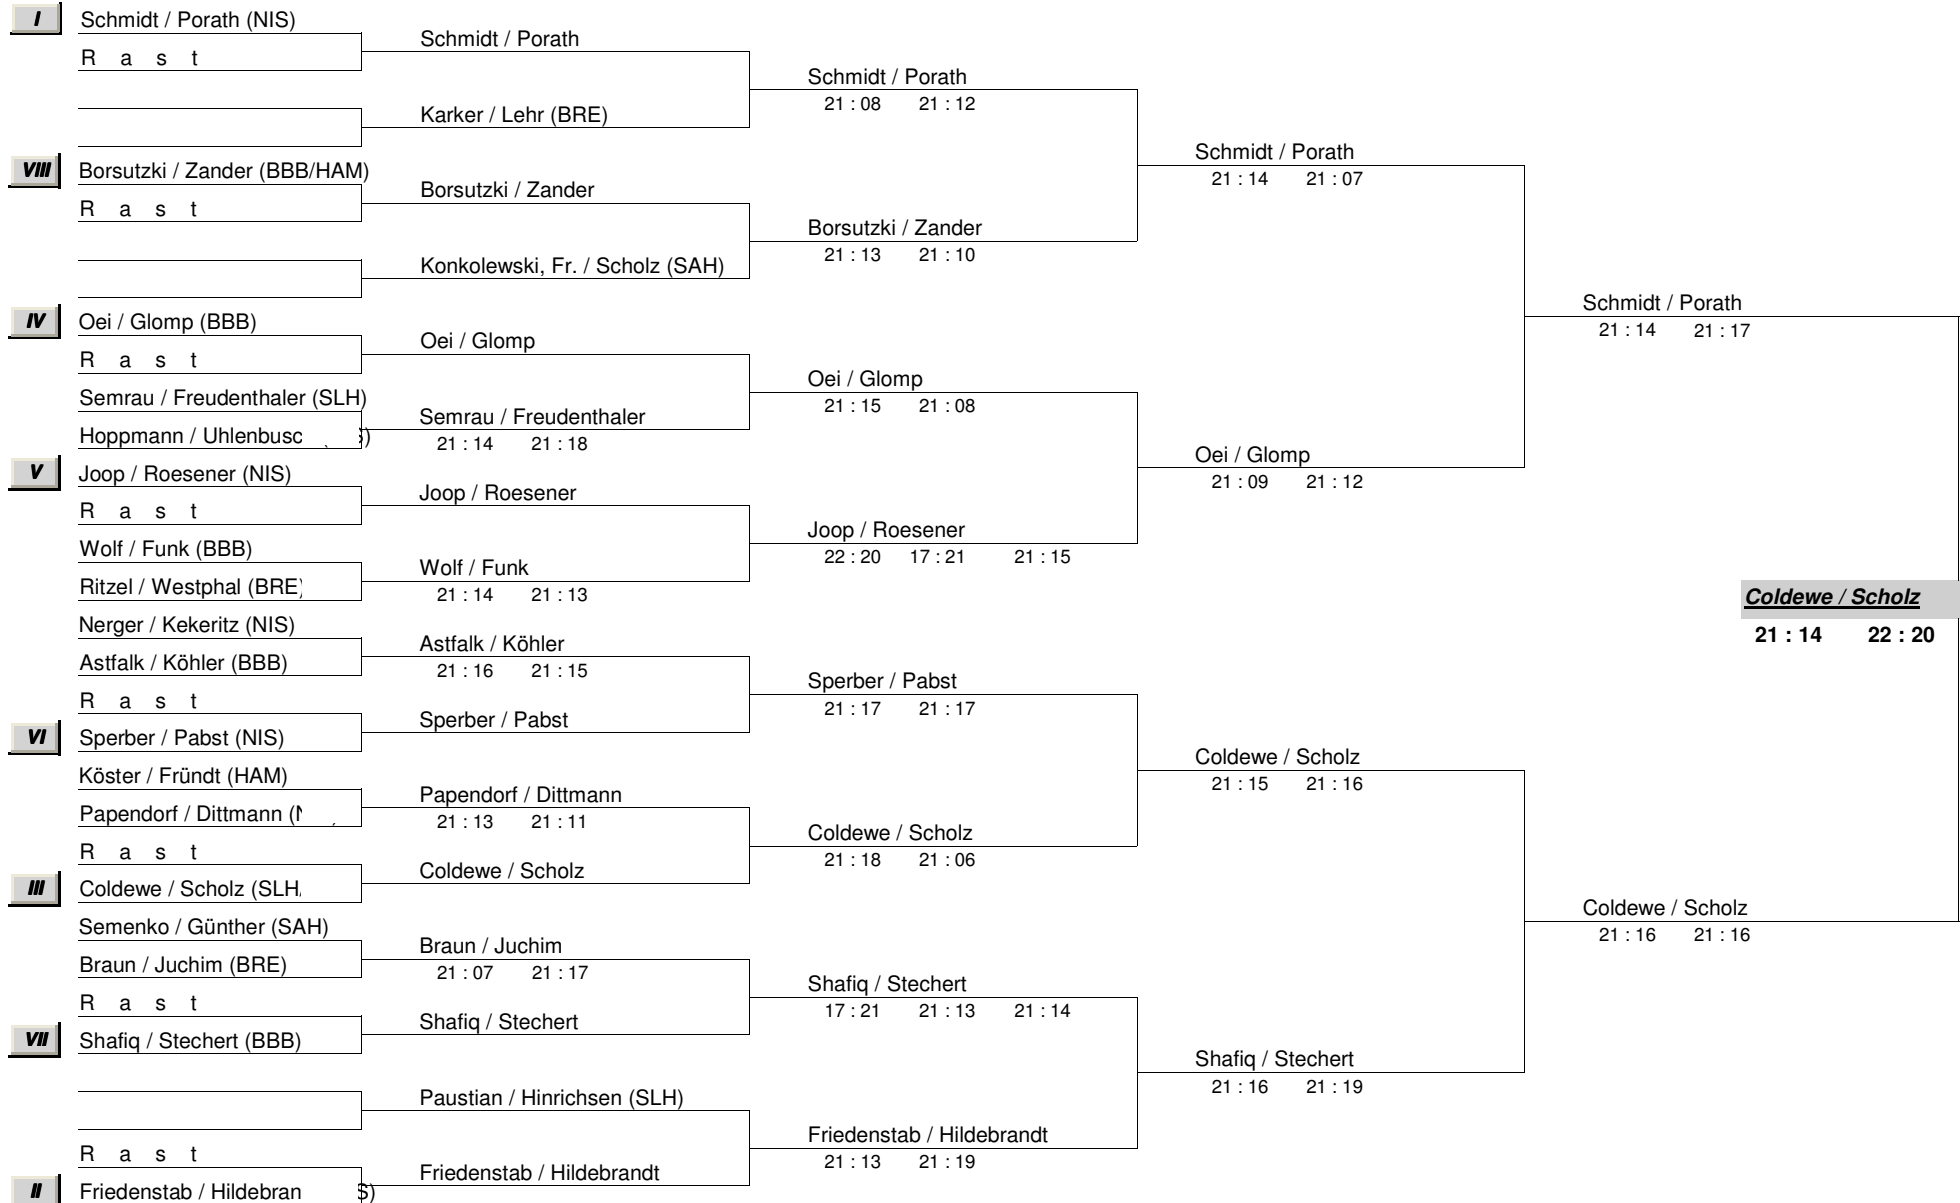 I
Schmidt / Porath (NIS)
R a s t
VIII
Borsutzki / Zander (BBB/HAM)
R a s t
IV
Oei / Glomp (BBB)
R a s t
Semrau / Freudenthaler (SLH)
Hoppmann / Uhlenbusc
V
Joop / Roesener (NIS)
R a s t
Wolf / Funk (BBB)
Ritzel / Westphal (BRE)
Nerger / Kekeritz (NIS)
Astfalk / Köhler (BBB)
R a s t
VI
Sperber / Pabst (NIS)
Köster / Fründt (HAM)
Papendorf / Dittmann
R a s t
III
Coldewe / Scholz (SLH
Semenko / Günther (SAH)
Braun / Juchim (BRE)
R a s t
VII
Shafiq / Stechert (BBB)
R a s t
II
Friedenstab / Hildebran S)
Schmidt / Porath
Karker / Lehr (BRE)
Borsutzki / Zander
Konkolewski, Fr. / Scholz (SAH)
Oei / Glomp
Semrau / Freudenthaler
21 : 14 21 : 18
Joop / Roesener
Wolf / Funk
21 : 14 21 : 13
Astfalk / Köhler
21 : 16 21 : 15
Sperber / Pabst
Papendorf / Dittmann
21 : 13 21 : 11
Coldewe / Scholz
Braun / Juchim
21 : 07 21 : 17
Shafiq / Stechert
Paustian / Hinrichsen (SLH)
Friedenstab / Hildebrandt
Schmidt / Porath
21 : 08 21 : 12
Borsutzki / Zander
21 : 13 21 : 10
Oei / Glomp
21 : 15 21 : 08
Joop / Roesener
22 : 20 17 : 21 21 : 15
Sperber / Pabst
21 : 17 21 : 17
Coldewe / Scholz
21 : 18 21 : 06
Shafiq / Stechert
17 : 21 21 : 13 21 : 14
Friedenstab / Hildebrandt
21 : 13 21 : 19
Schmidt / Porath
21 : 14 21 : 07
Oei / Glomp
21 : 09 21 : 12
Coldewe / Scholz
21 : 15 21 : 16
Shafiq / Stechert
21 : 16 21 : 19
Schmidt / Porath
21 : 14 21 : 17
Coldewe / Scholz
21 : 16 21 : 16
Coldewe / Scholz
21 : 14 22 : 20